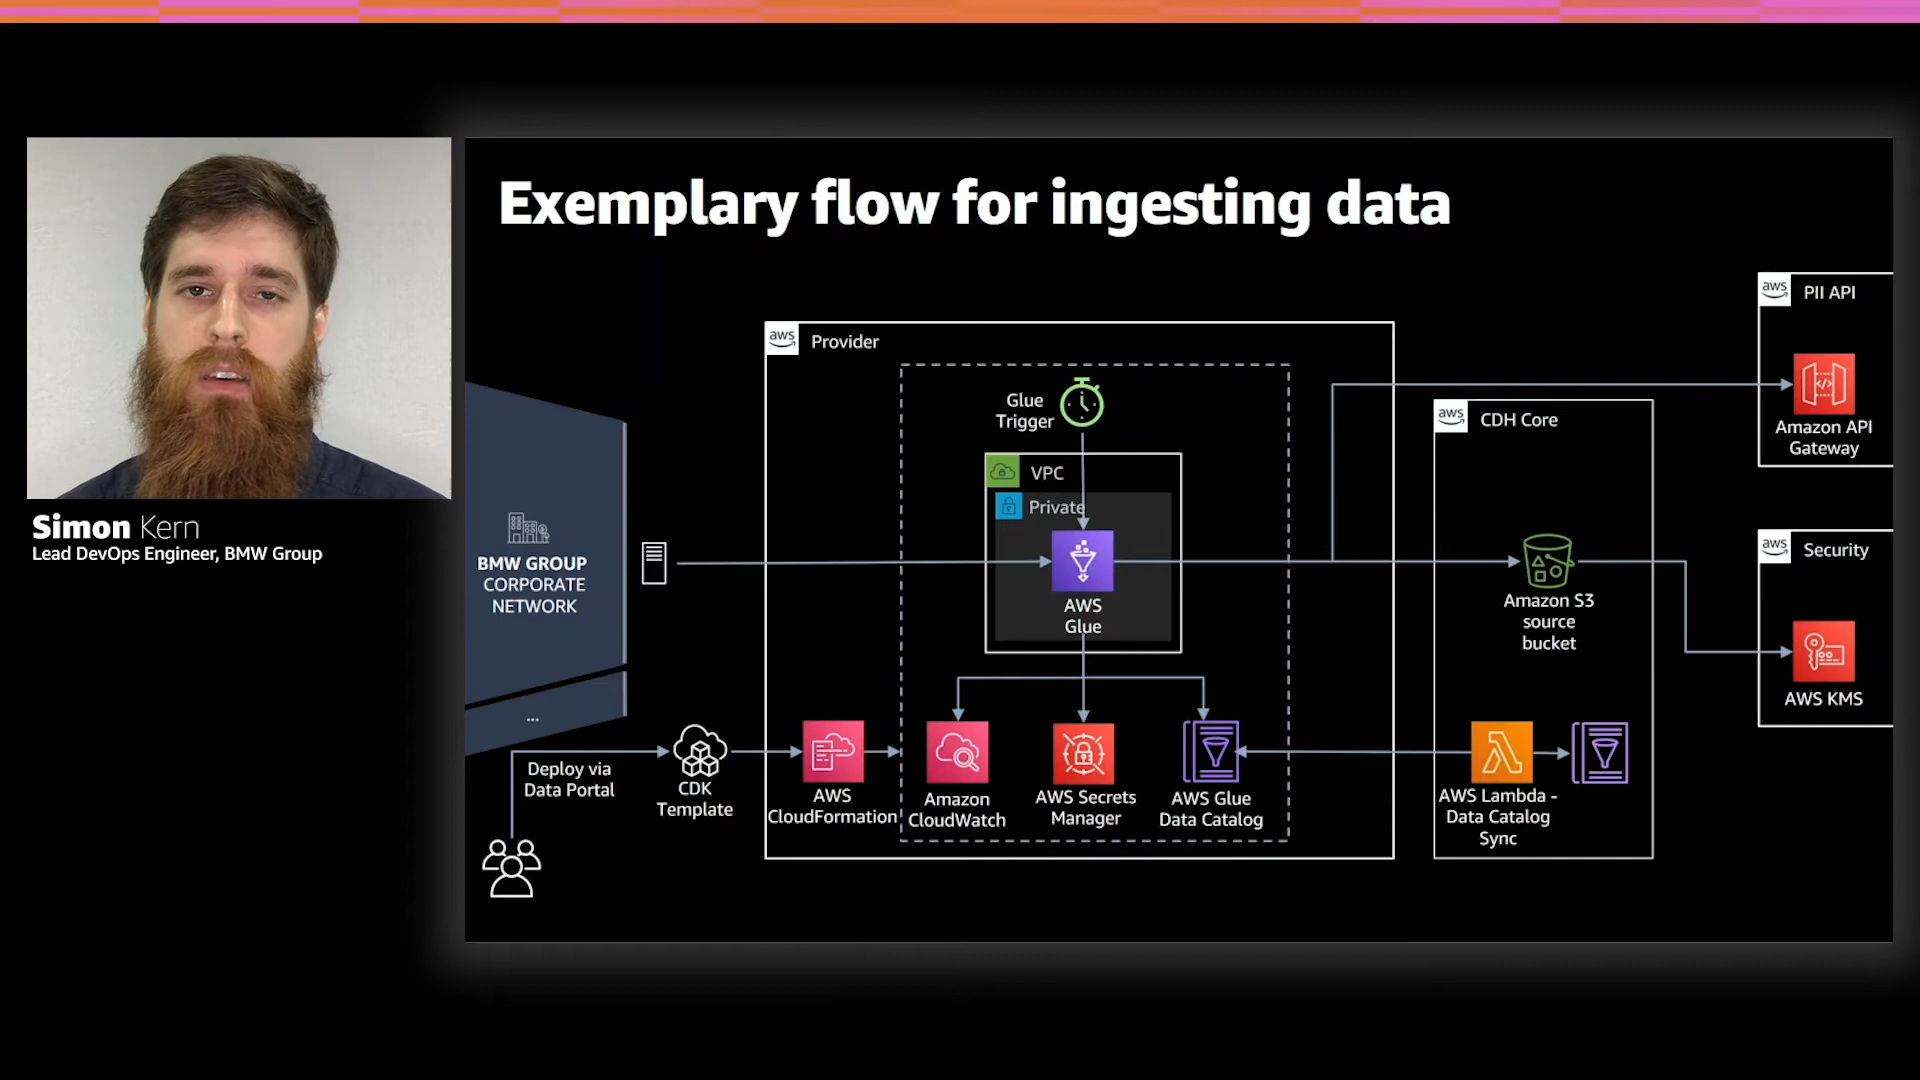 Exemplary flow for ingesting data
Simon Kern
Lead DevOps Engineer, BMW Group
BMW GROUP
CORPORATE
NETWORK
...
Deploy via
Data Portal
CDK
Template
aws
Provider
Glue
Trigger
VPC
Private
AWS
Glue
AWS
CloudFormation
Amazon
CloudWatch
AWS Secrets
Manager
AWS Glue
Data Catalog
aws
CDH Core
Amazon S3
source
bucket
AWS Lambda -
Data Catalog
Sync
aws
PII API
Amazon API
Gateway
aws
Security
AWS KMS